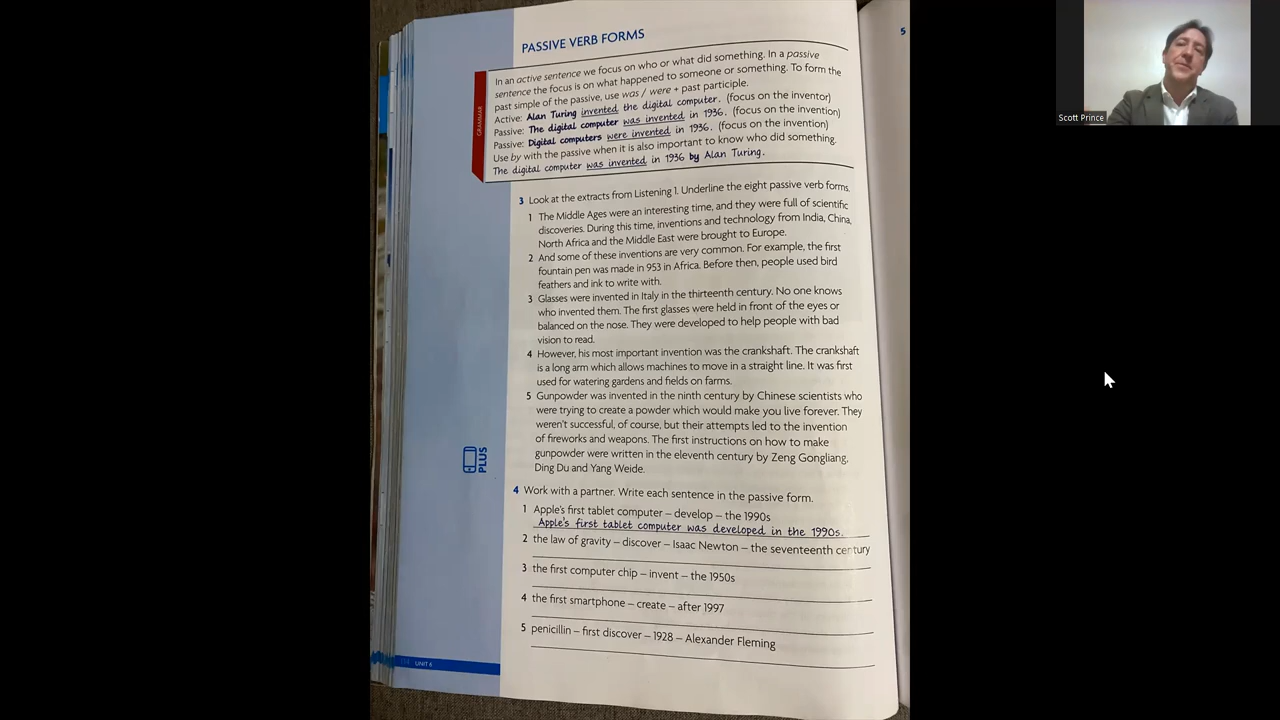 PASSIVE VERB FORMS
5
GRAMMAR
In an active sentence we focus on who or what did something. In a passive
sentence the focus is on what happened to someone or something. To form the
past simple of the passive, use was / were + past participle.
Active: Alan Turing invented the digital computer. (focus on the inventor)
Passive: The digital computer was invented in 1936. (focus on the invention)
Passive: Digital computers were invented in 1936. (focus on the invention)
Use by with the passive when it is also important to know who did something.
The digital computer was invented in 1936 by Alan Turing.
Scott Prince
3 Look at the extracts from Listening 1. Underline the eight passive verb forms.
1 The Middle Ages were an interesting time, and they were full of scientific
discoveries. During this time, inventions and technology from India, China,
North Africa and the Middle East were brought to Europe.
2 And some of these inventions are very common. For example, the first
fountain pen was made in 953 in Africa. Before then, people used bird
feathers and ink to write with.
3 Glasses were invented in Italy in the thirteenth century. No one knows
who invented them. The first glasses were held in front of the eyes or
balanced on the nose. They were developed to help people with bad
vision to read.
4 However, his most important invention was the crankshaft. The crankshaft
is a long arm which allows machines to move in a straight line. It was first
used for watering gardens and fields on farms.
5 Gunpowder was invented in the ninth century by Chinese scientists who
were trying to create a powder which would make you live forever. They
weren't successful, of course, but their attempts led to the invention
of fireworks and weapons. The first instructions on how to make
gunpowder were written in the eleventh century by Zeng Gongliang,
Ding Du and Yang Weide.
PLUS
4 Work with a partner. Write each sentence in the passive form.
1 Apple's first tablet computer – develop – the 1990s
Apple's first tablet computer was developed in the 1990s.
2 the law of gravity – discover – Isaac Newton – the seventeenth century
3 the first computer chip – invent – the 1950s
4 the first smartphone – create – after 1997
5 penicillin – first discover – 1928 – Alexander Fleming
UNIT 6